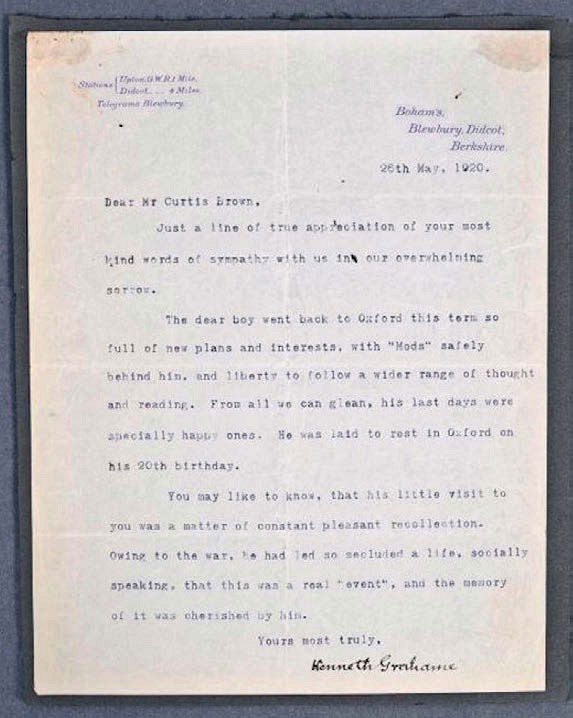 Stations { Upton. G.W.R. 1 Mile.
Didcot. . . . 4 Miles.
Telegrams Blewbury.
Boham's,
Blewbury, Didcot,
Berkshire.
26th May, 1920.
Dear Mr Curtis Brown,
Just a line of true appreciation of your most
kind words of sympathy with us in our overwhelming
sorrow.
The dear boy went back to Oxford this term so
full of new plans and interests, with "Mods" safely
behind him, and liberty to follow a wider range of thought
and reading. From all we can glean, his last days were
specially happy ones. He was laid to rest in Oxford on
his 20th birthday.
You may like to know, that his little visit to
you was a matter of constant pleasant recollection.
Owing to the war, he had led so secluded a life, socially
speaking, that this was a real "event", and the memory
of it was cherished by him.
Yours most truly,
Kenneth Grahame